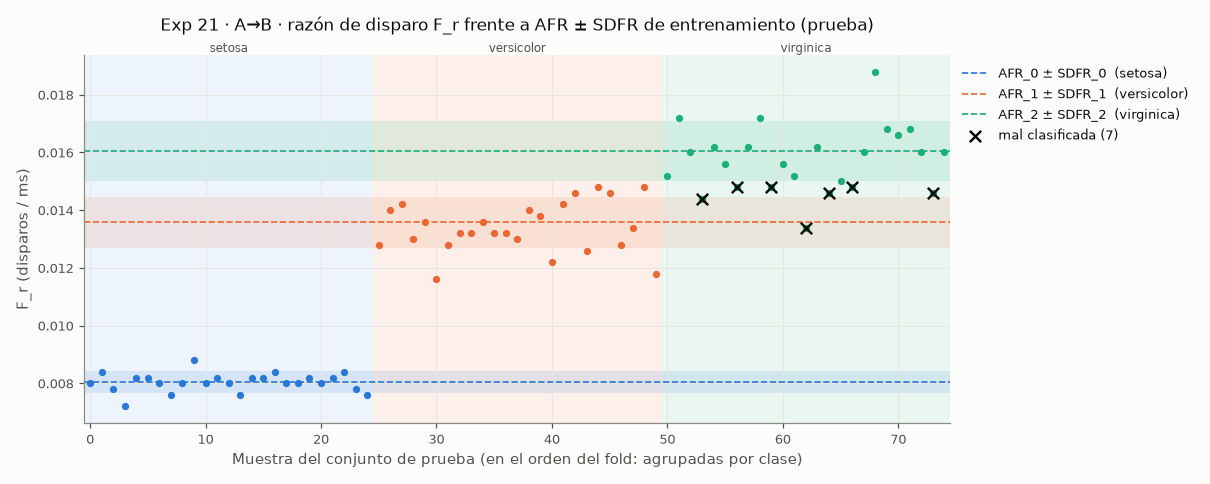 Exp 21 · A→B · razón de disparo F_r frente a AFR ± SDFR de entrenamiento (prueba)
setosa versicolor virginica
AFR_0 ± SDFR_0 (setosa)
AFR_1 ± SDFR_1 (versicolor)
AFR_2 ± SDFR_2 (virginica)
mal clasificada (7)
F_r (disparos / ms)
0.018
0.016
0.014
0.012
0.010
0.008
0 10 20 30 40 50 60 70
Muestra del conjunto de prueba (en el orden del fold: agrupadas por clase)